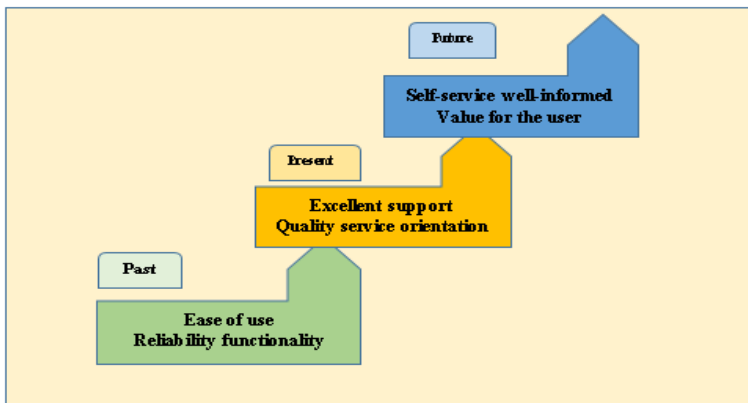 Future
Self-service well-informed
Value for the user
Present
Excellent support
Quality service orientation
Past
Ease of use
Reliability functionality